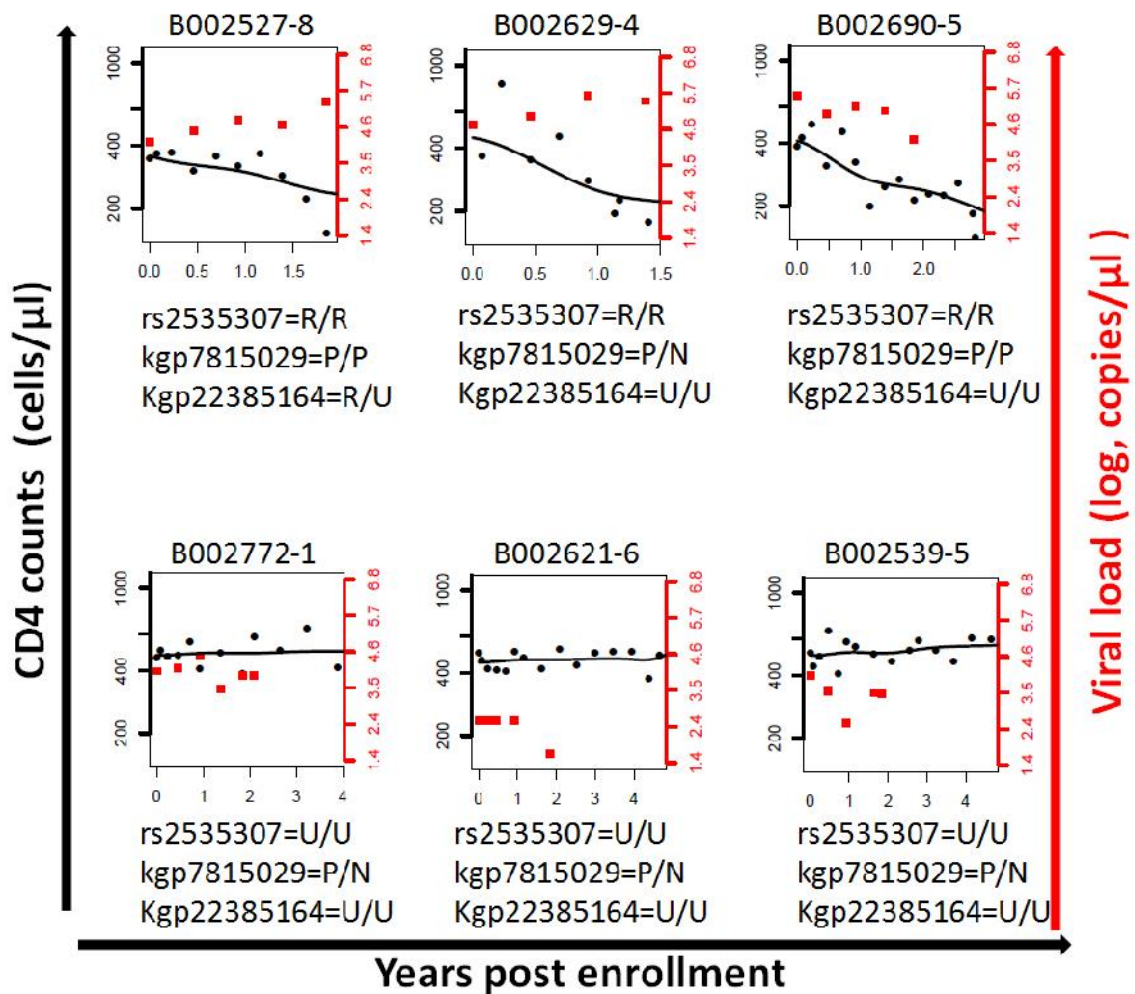 B002527-8 B002629-4 B002690-5
1000 400 200 6.8 5.7 4.6 3.5 2.4 1.4 1000 400 200 6.8 5.7 4.6 3.5 2.4 1.4 1000 400 200 6.8 5.7 4.6 3.5 2.4 1.4
0.0 0.5 1.0 1.5 0.0 0.5 1.0 1.5 0.0 1.0 2.0
rs2535307=R/R rs2535307=R/R rs2535307=R/R
kgp7815029=P/P kgp7815029=P/N kgp7815029=P/P
Kgp22385164=R/U Kgp22385164=U/U Kgp22385164=U/U
CD4 counts (cells/µl)
Viral load (log, copies/µl )
B002772-1 B002621-6 B002539-5
1000 400 200 6.8 5.7 4.6 3.5 2.4 1.4 1000 400 200 6.8 5.7 4.6 3.5 2.4 1.4 1000 400 200 6.8 5.7 4.6 3.5 2.4 1.4
0 1 2 3 4 0 1 2 3 4 0 1 2 3 4
rs2535307=U/U rs2535307=U/U rs2535307=U/U
kgp7815029=P/N kgp7815029=P/N kgp7815029=P/N
Kgp22385164=U/U Kgp22385164=U/U Kgp22385164=U/U
Years post enrollment